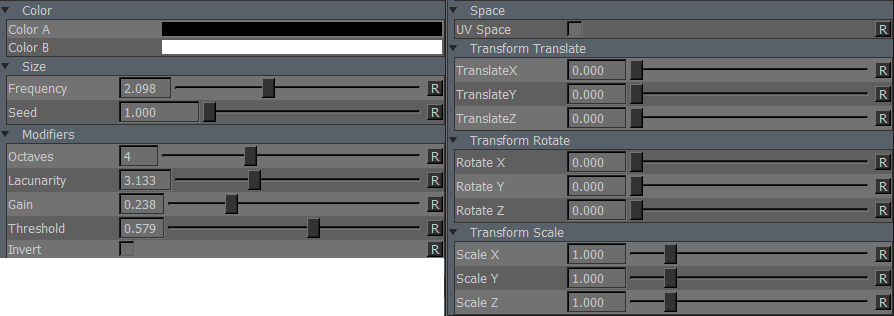 Color
Color A
Color B
Size
Frequency 2.098 R
Seed 1.000 R
Modifiers
Octaves 4 R
Lacunarity 3.133 R
Gain 0.238 R
Threshold 0.579 R
Invert R
Space
UV Space R
Transform Translate
TranslateX 0.000 R
TranslateY 0.000 R
TranslateZ 0.000 R
Transform Rotate
Rotate X 0.000 R
Rotate Y 0.000 R
Rotate Z 0.000 R
Transform Scale
Scale X 1.000 R
Scale Y 1.000 R
Scale Z 1.000 R